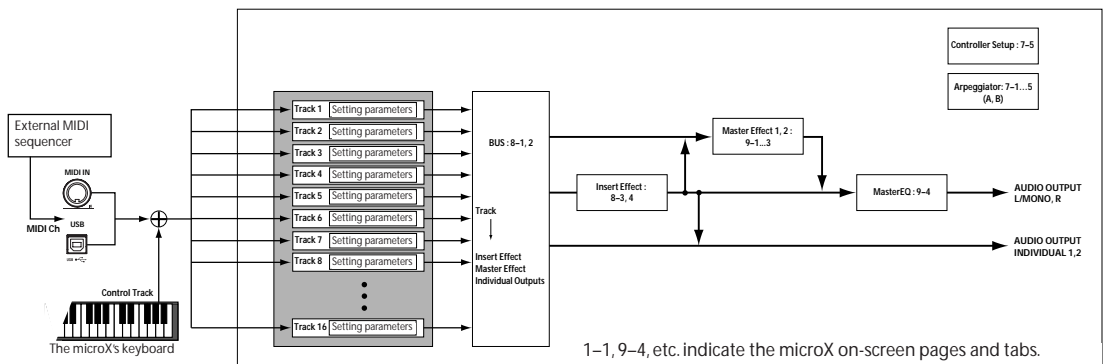 Controller Setup : 7–5
Arpeggiator: 7–1...5
(A, B)
External MIDI
sequencer
MIDI IN
MIDI Ch
USB
Control Track
The microX's keyboard
Track 1 Setting parameters
Track 2 Setting parameters
Track 3 Setting parameters
Track 4 Setting parameters
Track 5 Setting parameters
Track 6 Setting parameters
Track 7 Setting parameters
Track 8 Setting parameters
Track 16 Setting parameters
BUS : 8–1, 2
Track
Insert Effect
Master Effect
Individual Outputs
Insert Effect :
8–3, 4
Master Effect 1, 2 :
9–1...3
MasterEQ : 9–4
AUDIO OUTPUT
L/MONO, R
AUDIO OUTPUT
INDIVIDUAL 1,2
1–1, 9–4, etc. indicate the microX on-screen pages and tabs.